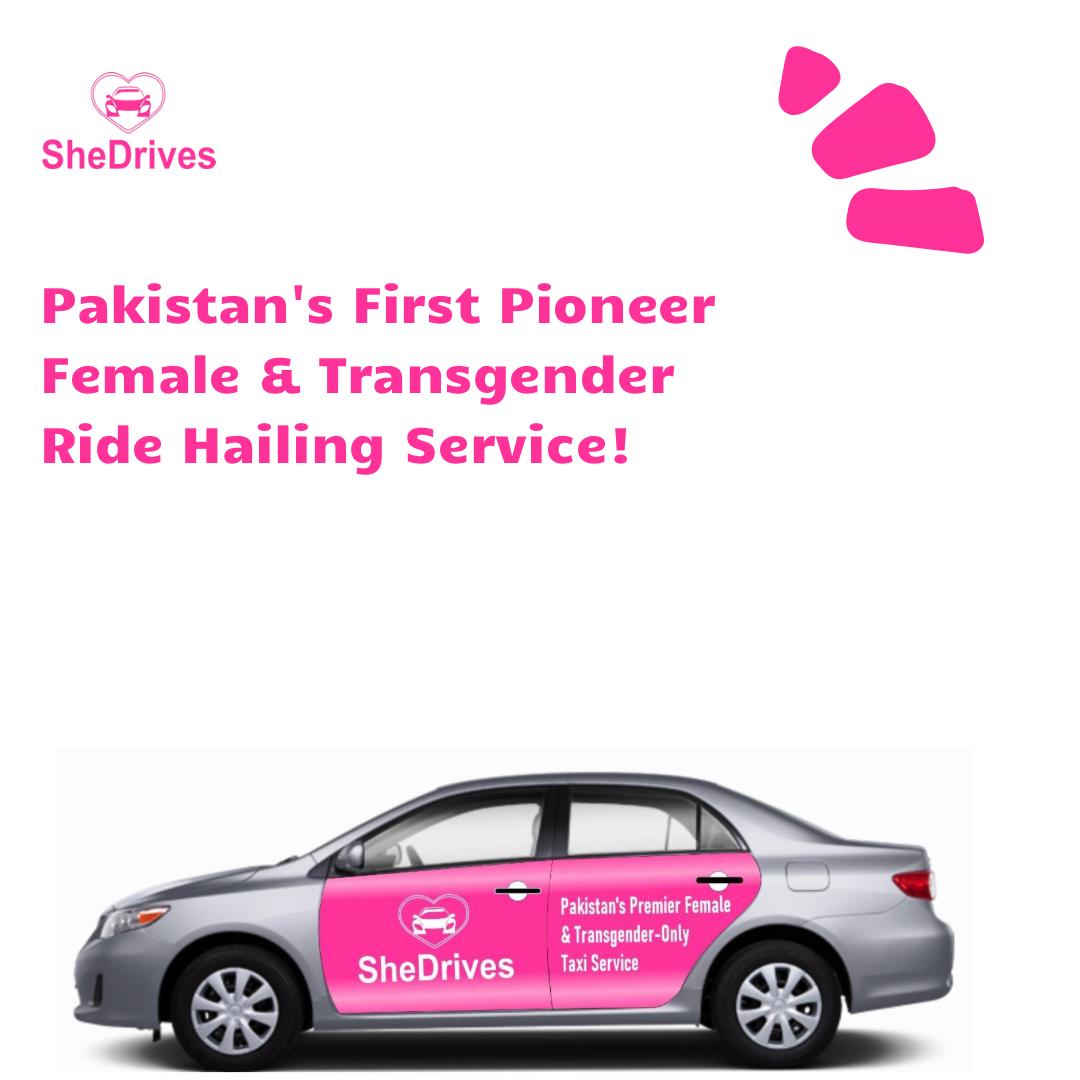 SheDrives
Pakistan's First Pioneer
Female & Transgender
Ride Hailing Service!
SheDrives
Pakistan's Premier Female
& Transgender-Only
Taxi Service